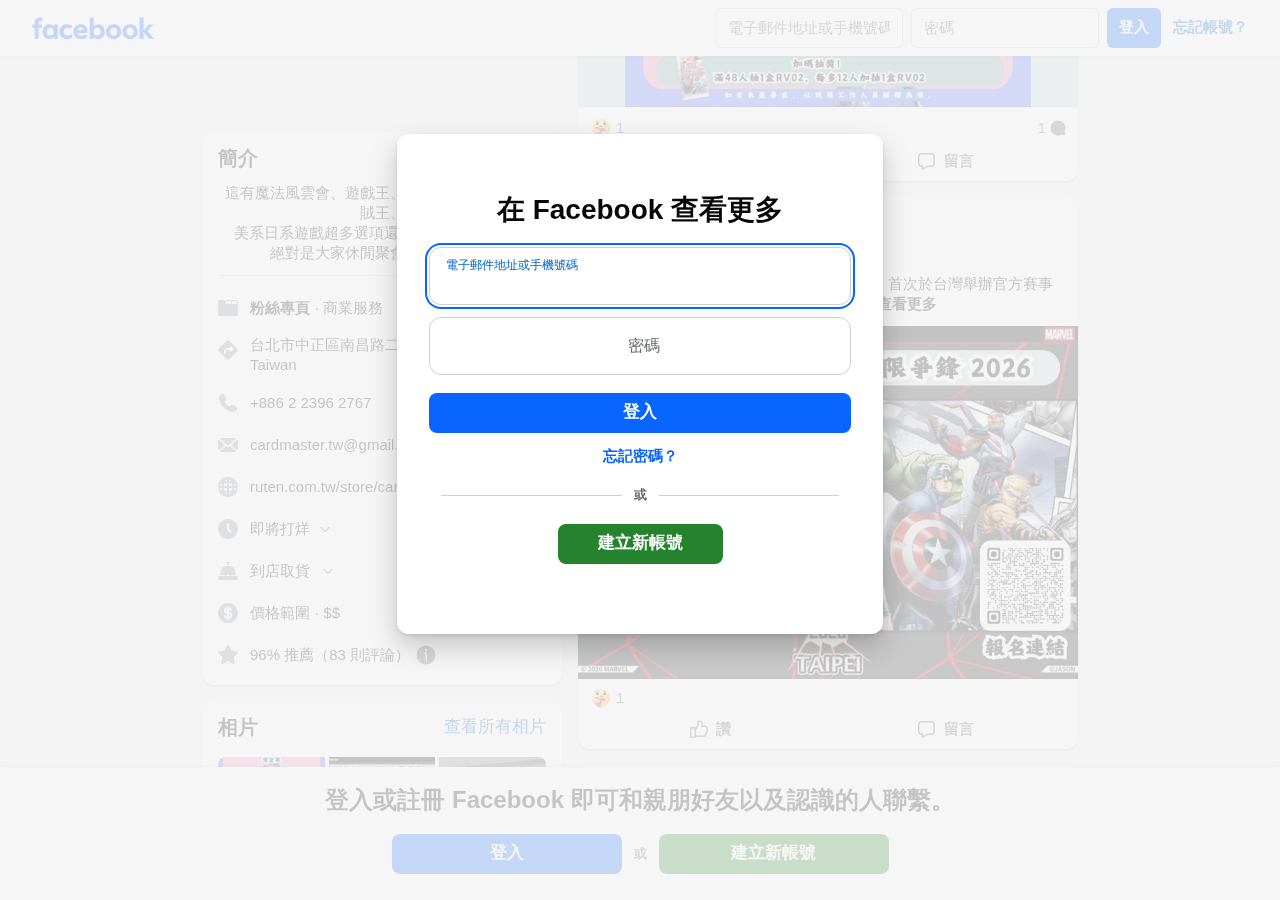 facebook
電子郵件地址或手機號碼
密碼
登入
忘記帳號？
加碼抽獎!
滿48人抽1盒RV02, 每多12人加抽1盒RV02
1
1
留言
簡介
這有魔法風雲會、遊戲王、
賊王、
美系日系遊戲超多選項還
絕對是大家休閒聚會
粉絲專頁 · 商業服務
台北市中正區南昌路二
Taiwan
+886 2 2396 2767
cardmaster.tw@gmail.
ruten.com.tw/store/car
即將打烊
到店取貨
價格範圍 · $$
96% 推薦（83 則評論）
相片
查看所有相片
在 Facebook 查看更多
電子郵件地址或手機號碼
密碼
登入
忘記密碼？
或
建立新帳號
首次於台灣舉辦官方賽事
查看更多
MARVEL
限爭鋒 2026
TAIPEI
報名連結
© 2026 MARVEL
©JASON
1
讚
留言
登入或註冊 Facebook 即可和親朋好友以及認識的人聯繫。
登入
或
建立新帳號